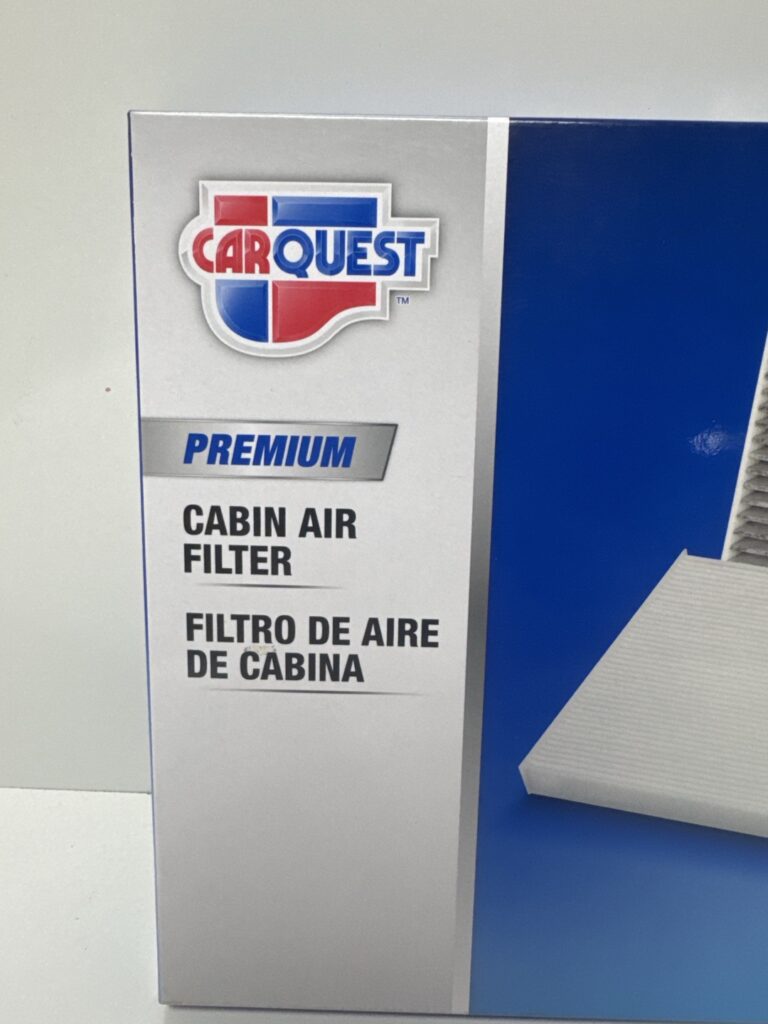 CARQUEST
TM
PREMIUM
CABIN AIR
FILTER
FILTRO DE AIRE
DE CABINA